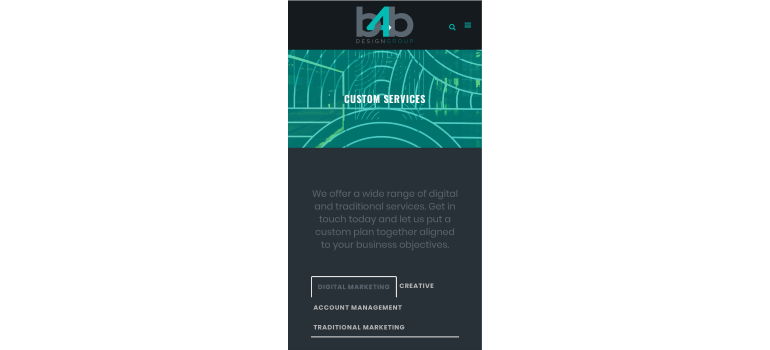 b4b
DESIGNGROUP
CUSTOM SERVICES
We offer a wide range of digital
and traditional services. Get in
touch today and let us put a
custom plan together aligned
to your business objectives.
DIGITAL MARKETING
CREATIVE
ACCOUNT MANAGEMENT
TRADITIONAL MARKETING